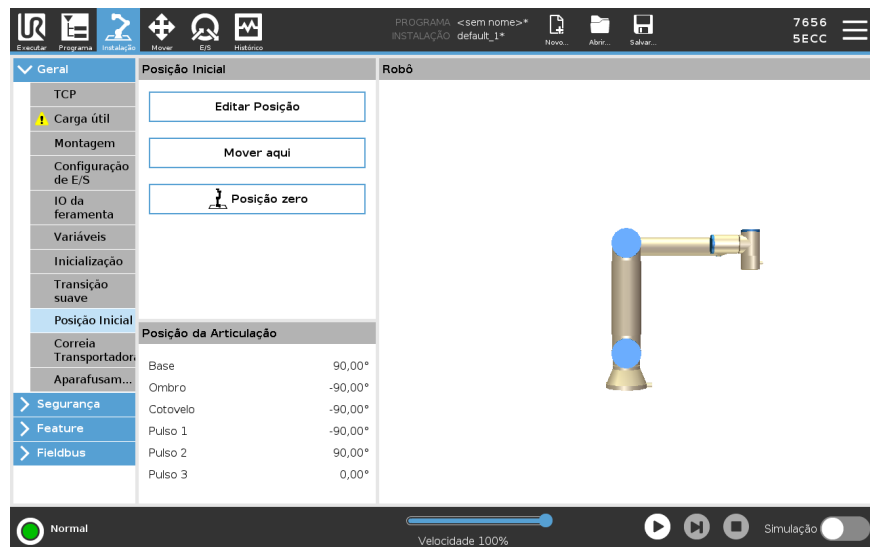 UR
Executar
Programa
Instalação
Mover
E/S
Histórico
PROGRAMA <sem nome>*
INSTALAÇÃO default_1*
Novo...
Abrir...
Salvar...
7656
5ECC
Geral
TCP
Carga útil
Montagem
Configuração
de E/S
IO da
ferramenta
Variáveis
Inicialização
Transição
suave
Posição Inicial
Correia
Transportadora
Aparafusam...
Segurança
Feature
Fieldbus
Posição Inicial
Editar Posição
Mover aqui
Posição zero
Posição da Articulação
Base 90,00°
Ombro -90,00°
Cotovelo -90,00°
Pulso 1 -90,00°
Pulso 2 90,00°
Pulso 3 0,00°
Robô
Normal
Velocidade 100%
Simulação